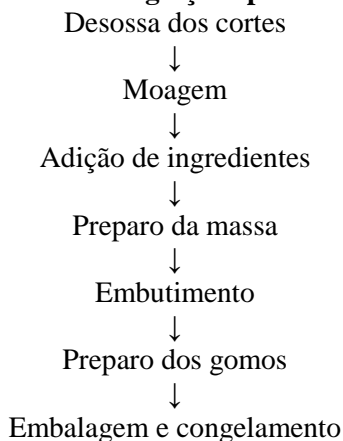 Desossa dos cortes
↓
Moagem
↓
Adição de ingredientes
↓
Preparo da massa
↓
Embutimento
↓
Preparo dos gomos
↓
Embalagem e congelamento